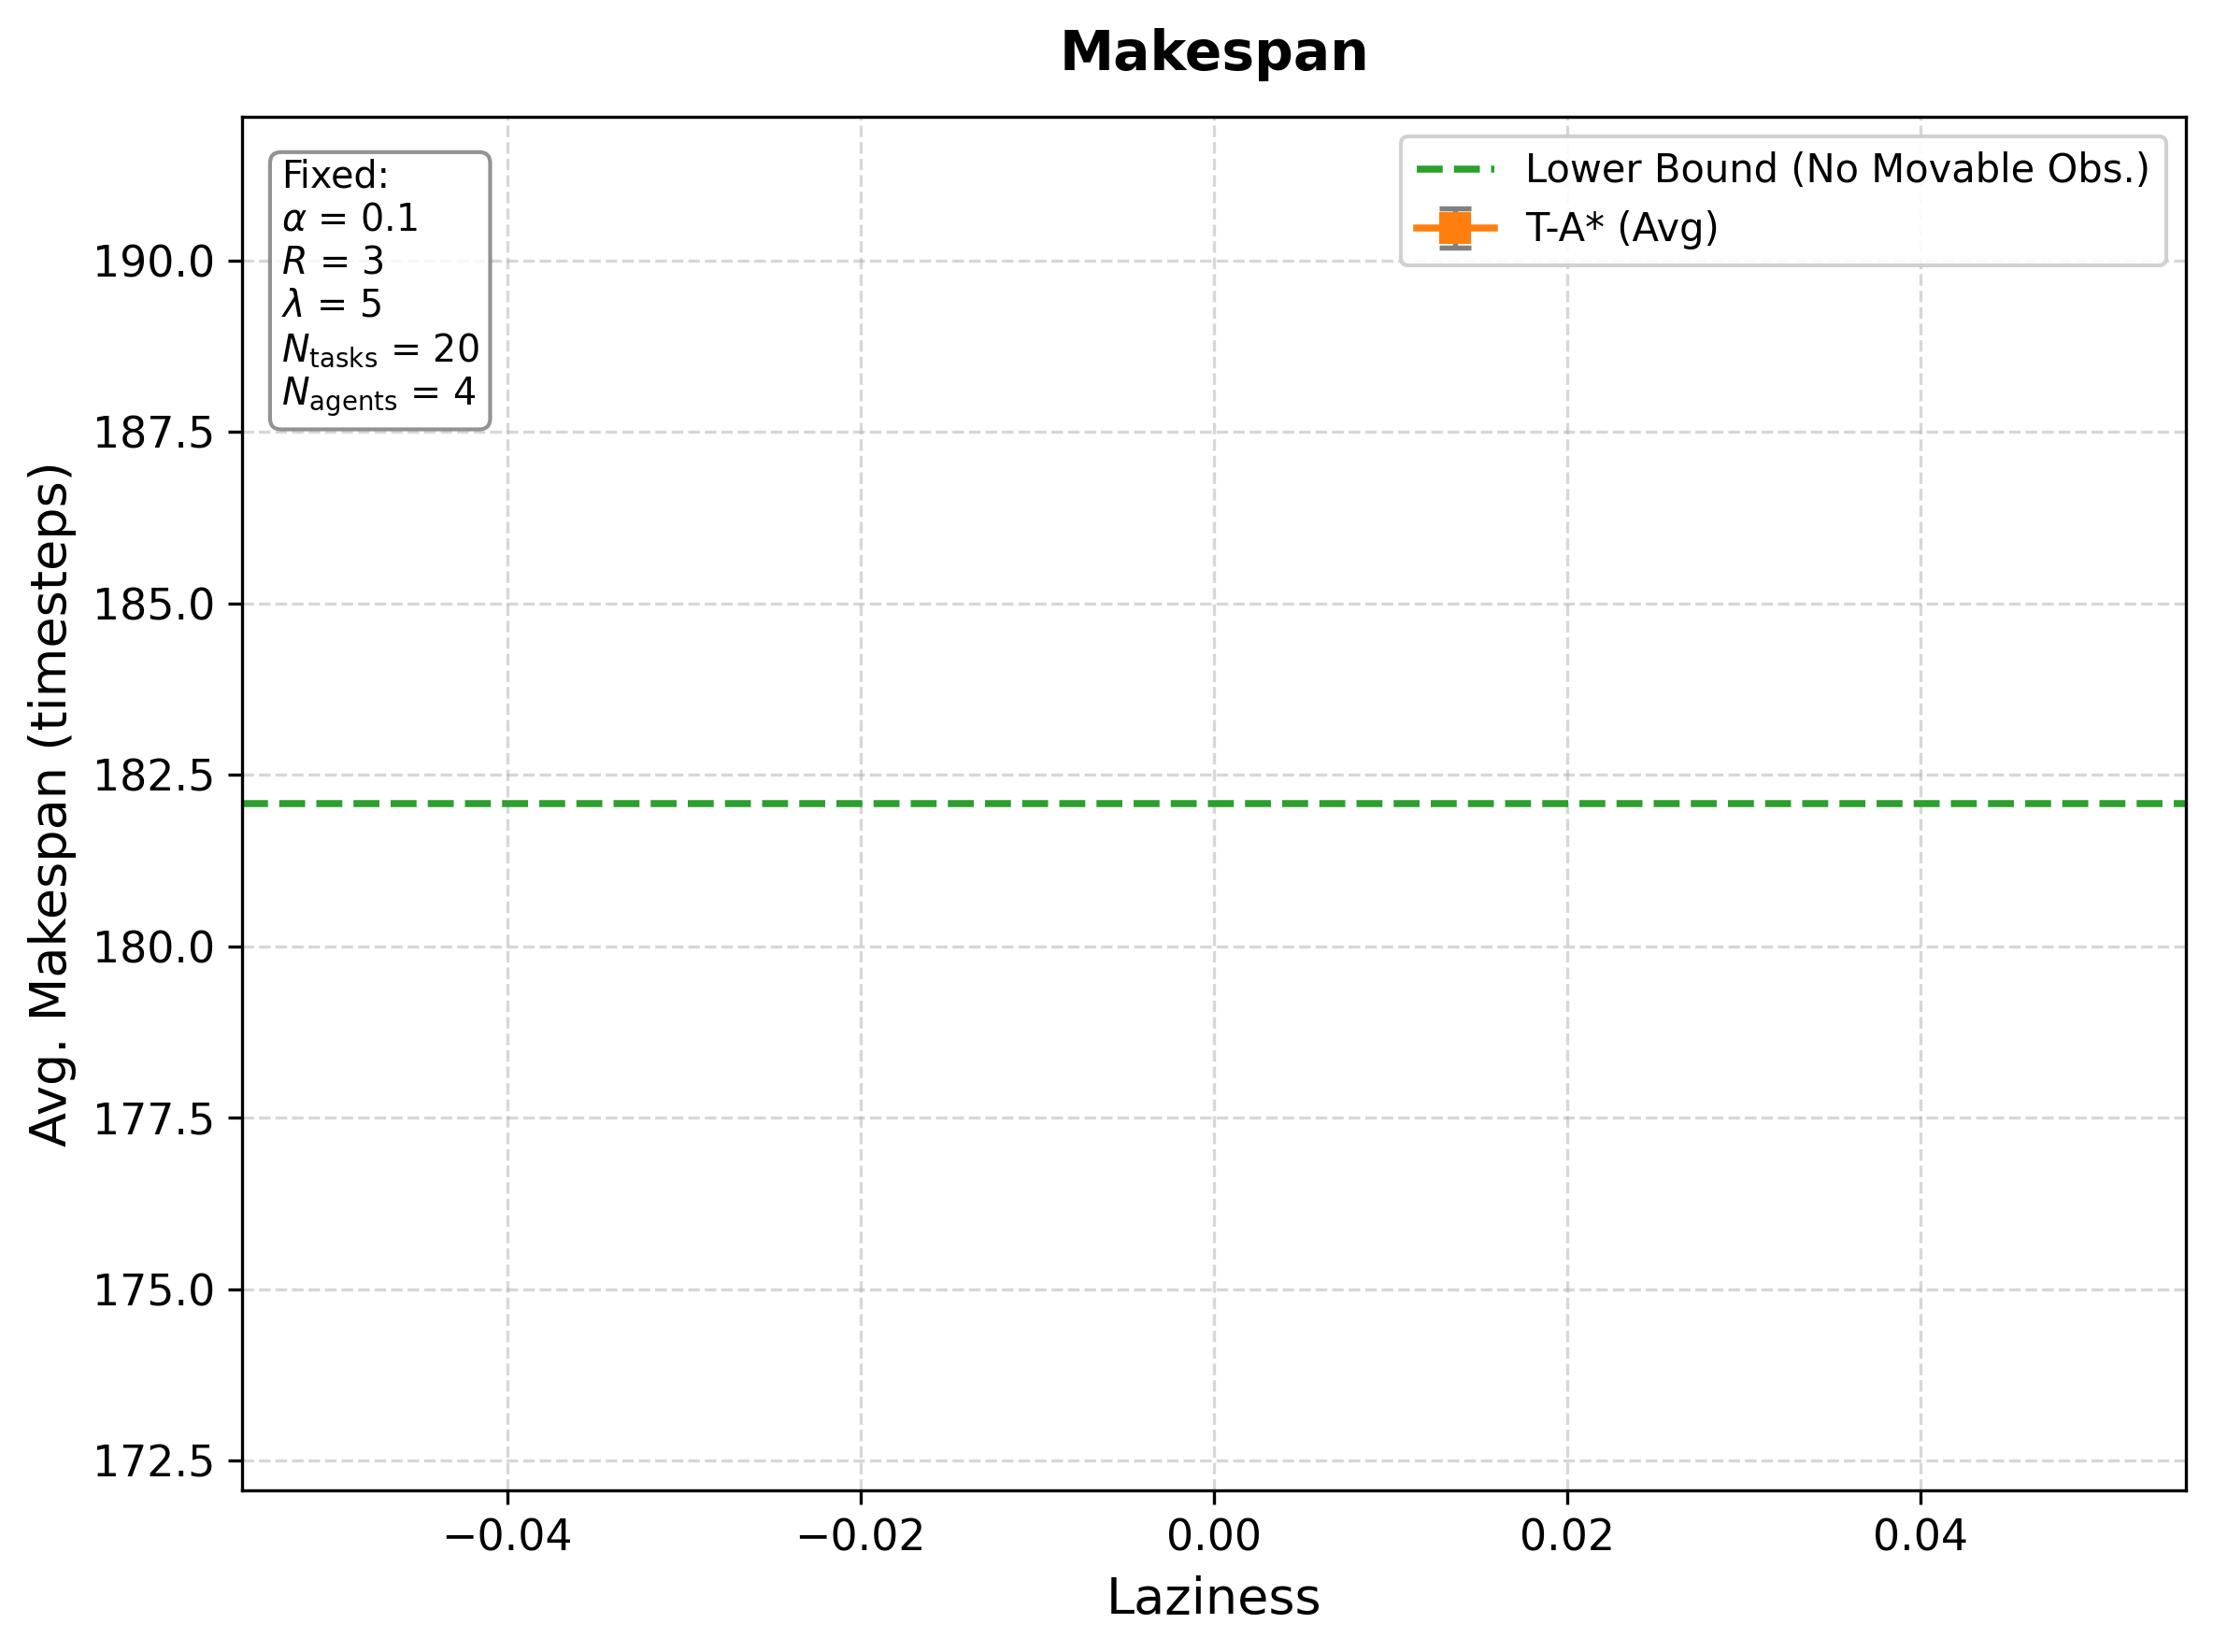 Makespan
Fixed:
α = 0.1
R = 3
λ = 5
N_tasks = 20
N_agents = 4
Lower Bound (No Movable Obs.)
T-A* (Avg)
Avg. Makespan (timesteps)
190.0
187.5
185.0
182.5
180.0
177.5
175.0
172.5
−0.04 −0.02 0.00 0.02 0.04
Laziness